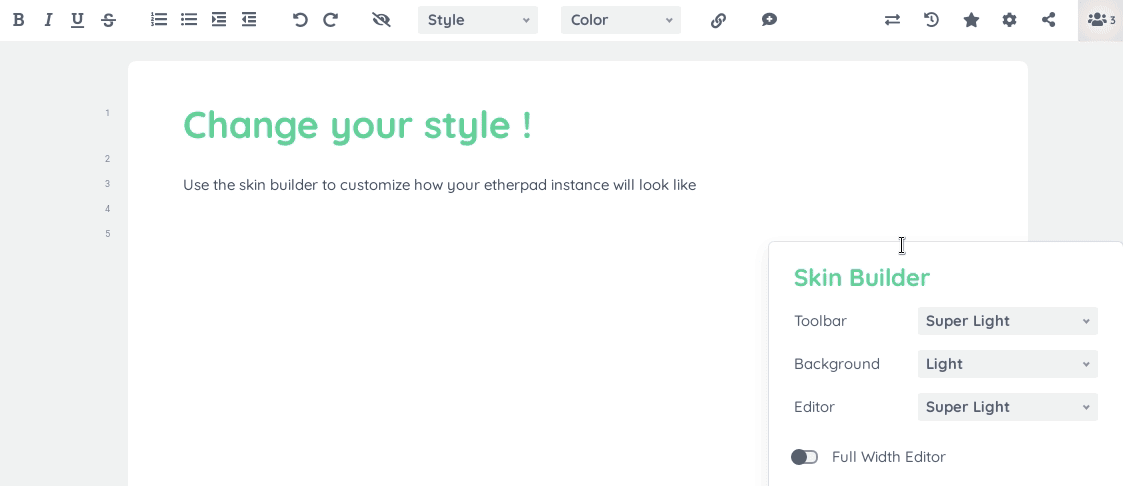 B I U S Style Color 3
1 Change your style !
2
3 Use the skin builder to customize how your etherpad instance will look like
4
5
Skin Builder
Toolbar Super Light
Background Light
Editor Super Light
Full Width Editor